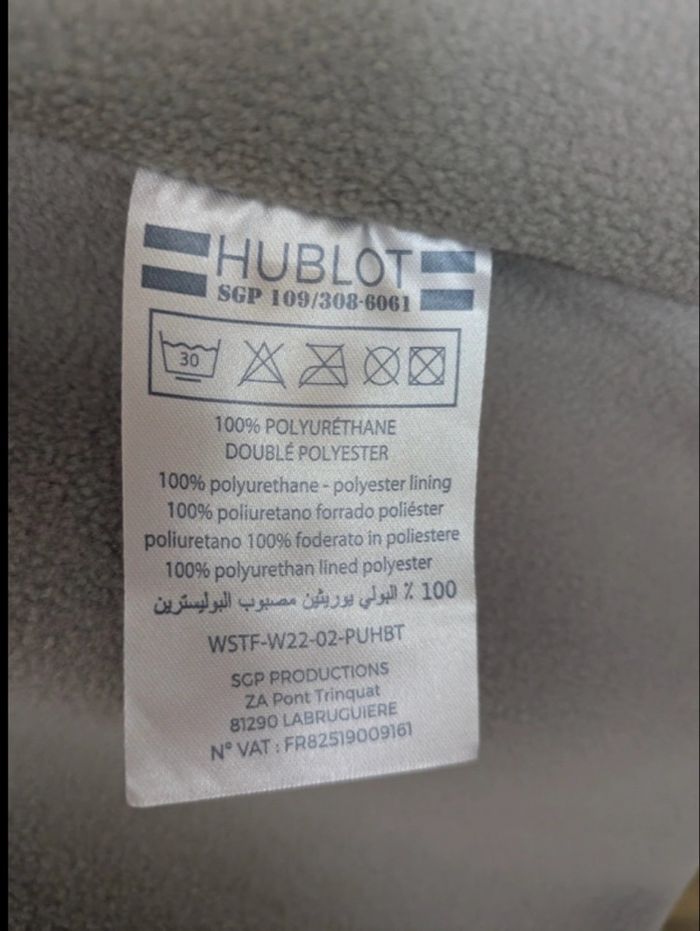 HUBLOT
SGP 109/308-6061
30
100% POLYURÉTHANE
DOUBLÉ POLYESTER
100% polyurethane - polyester lining
100% poliuretano forrado poliéster
poliuretano 100% foderato in poliestere
100% polyurethan lined polyester
100 ٪ البولي يوريثين مصبوب البوليسترين
WSTF-W22-02-PUHBT
SGP PRODUCTIONS
ZA Pont Trinquat
81290 LABRUGUIERE
N° VAT : FR82519009161